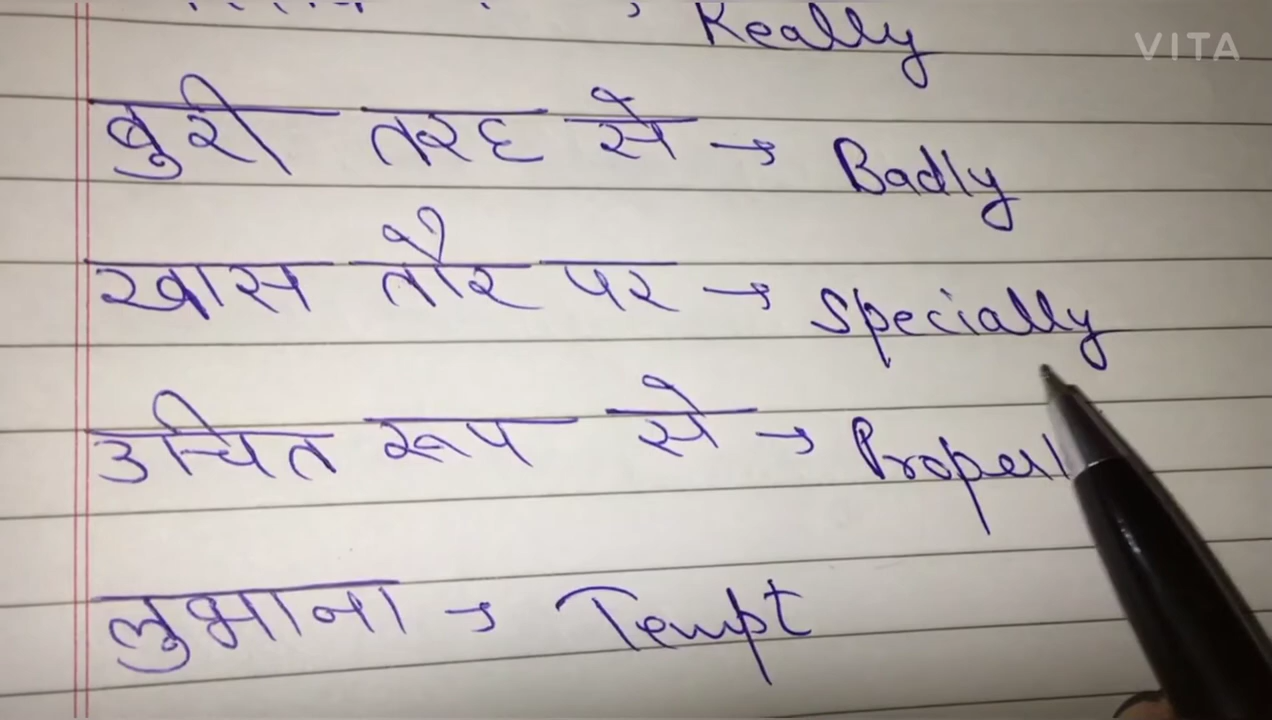 Really
VITA
बुरी तरह से → Badly
खास तौर पर → Specially
उचित रूप से → Properl
लुभाना → Tempt